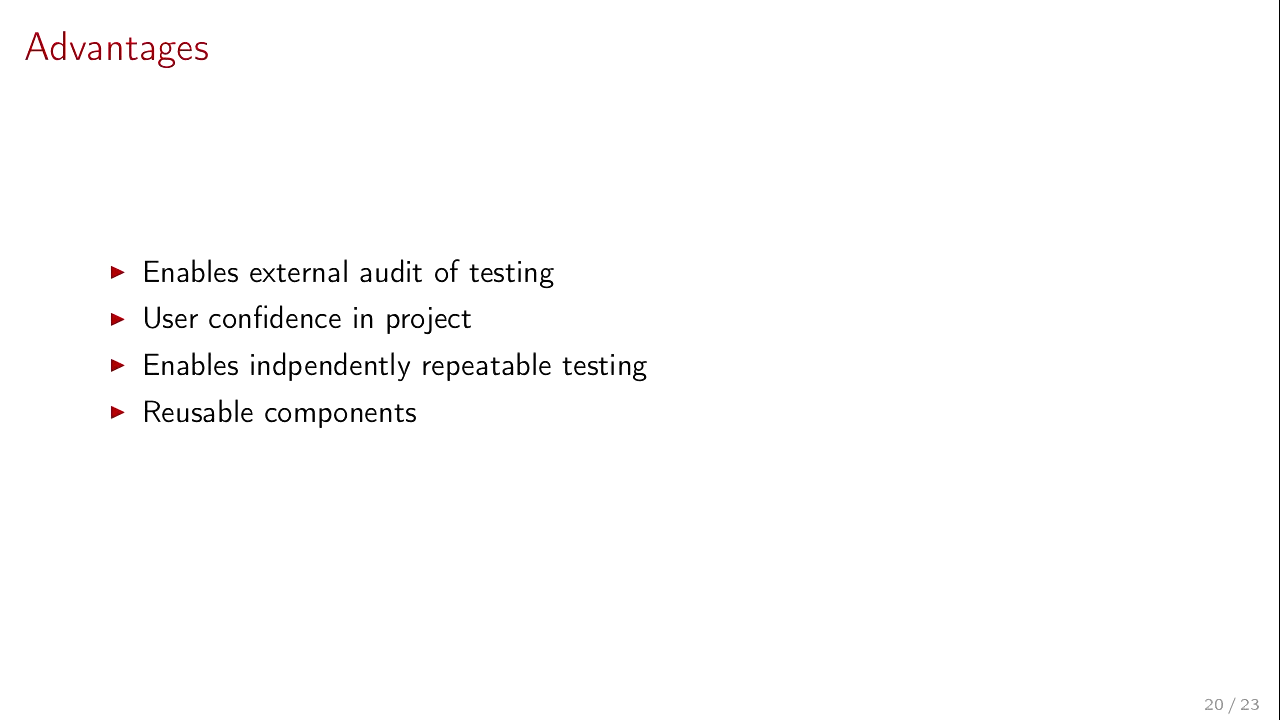 Advantages
Enables external audit of testing
User confidence in project
Enables indpendently repeatable testing
Reusable components
20 / 23